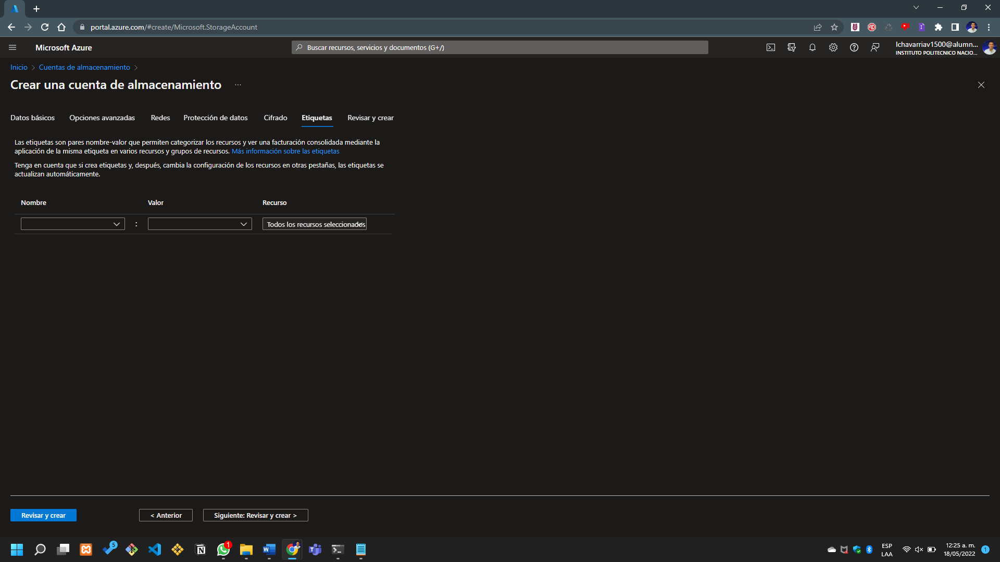 portal.azure.com/#create/Microsoft.StorageAccount
Microsoft Azure
Buscar recursos, servicios y documentos (G+/)
lchavarriav1500@alumn...
INSTITUTO POLITECNICO NACIO...
Inicio > Cuentas de almacenamiento >
Crear una cuenta de almacenamiento ...
Datos básicos Opciones avanzadas Redes Protección de datos Cifrado Etiquetas Revisar y crear
Las etiquetas son pares nombre-valor que permiten categorizar los recursos y ver una facturación consolidada mediante la
aplicación de la misma etiqueta en varios recursos y grupos de recursos. Más información sobre las etiquetas
Tenga en cuenta que si crea etiquetas y, después, cambia la configuración de los recursos en otras pestañas, las etiquetas se
actualizan automáticamente.
Nombre Valor Recurso
: Todos los recursos seleccionados
Revisar y crear < Anterior Siguiente: Revisar y crear >
5 1
ESP
LAA
12:25 a. m.
18/05/2022
1